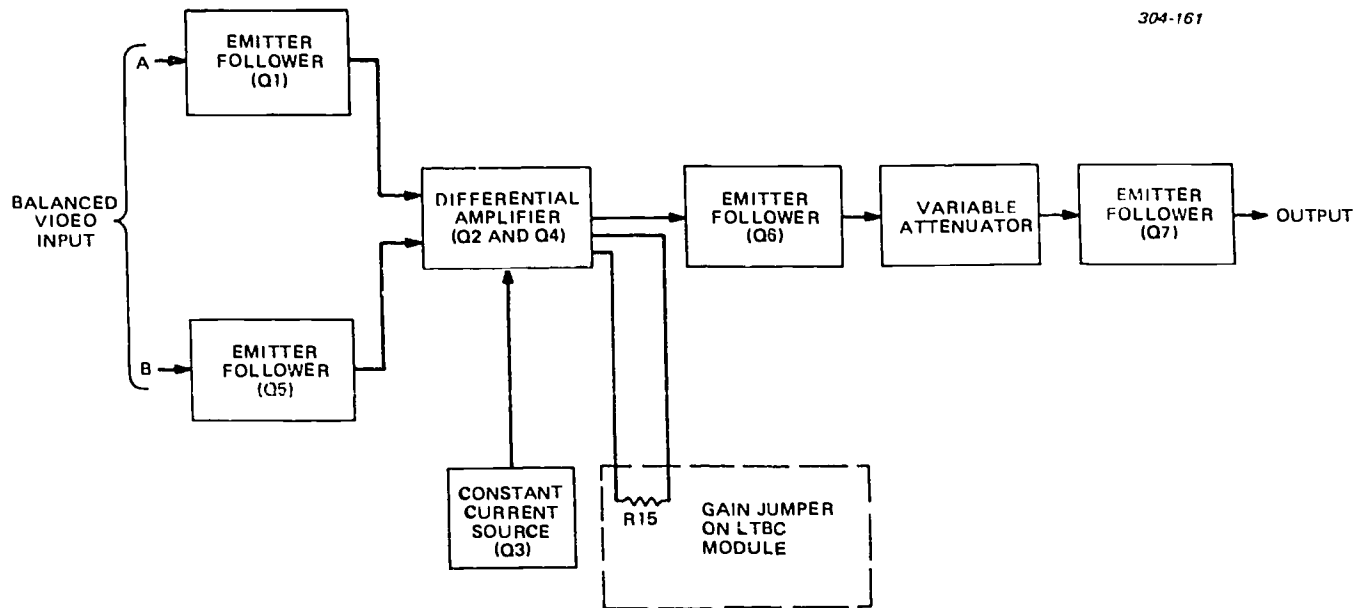 304-161
A
EMITTER
FOLLOWER
(Q1)
BALANCED
VIDEO
INPUT
DIFFERENTIAL
AMPLIFIER
(Q2 AND Q4)
EMITTER
FOLLOWER
(Q6)
VARIABLE
ATTENUATOR
EMITTER
FOLLOWER
(Q7)
OUTPUT
B
EMITTER
FOLLOWER
(Q5)
CONSTANT
CURRENT
SOURCE
(Q3)
R15
GAIN JUMPER
ON LTBC
MODULE